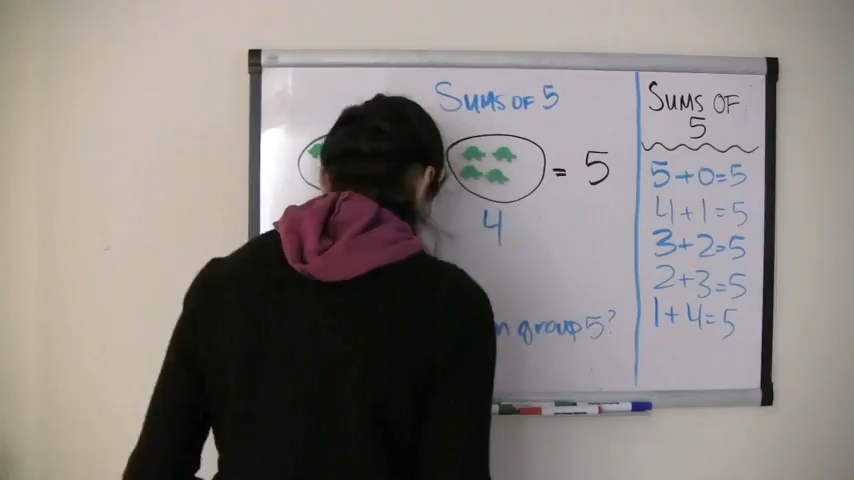 Sums of 5
= 5
4
group 5?
Sums of
5
5+0=5
4+1=5
3+2=5
2+3=5
1+4=5